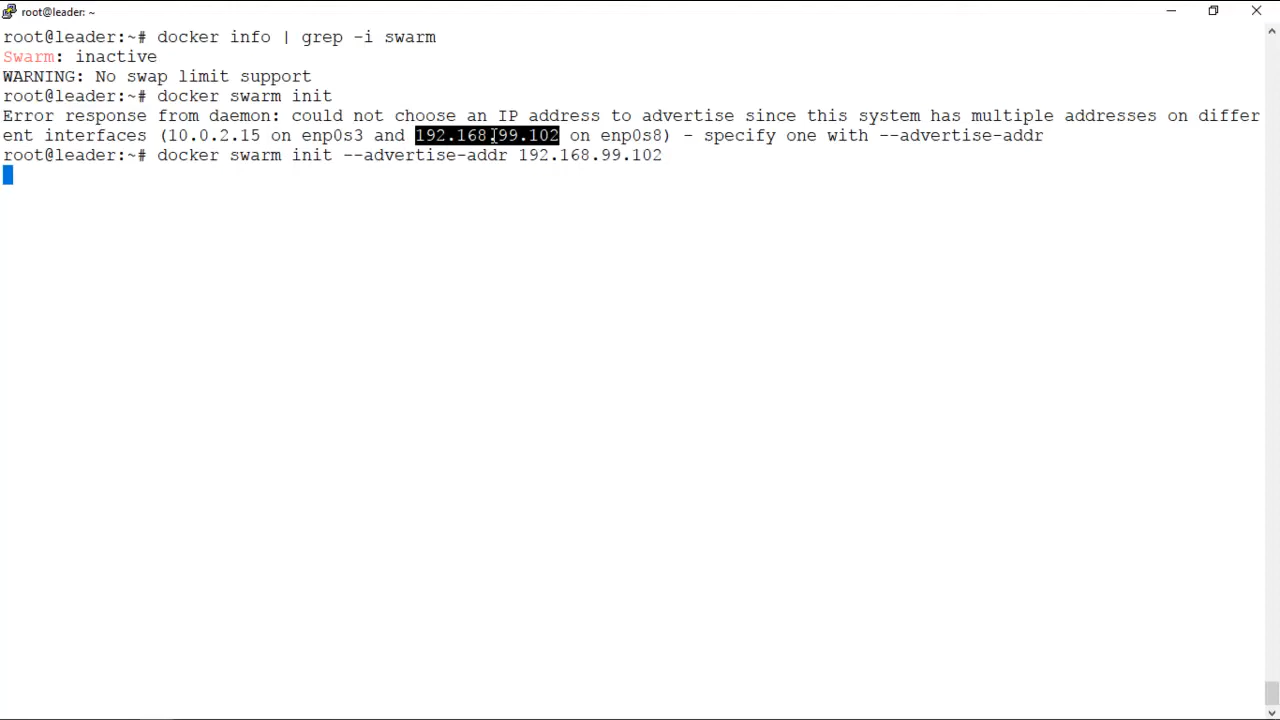 root@leader: ~
root@leader:~# docker info | grep -i swarm
Swarm: inactive
WARNING: No swap limit support
root@leader:~# docker swarm init
Error response from daemon: could not choose an IP address to advertise since this system has multiple addresses on differ
ent interfaces (10.0.2.15 on enp0s3 and 192.168.99.102 on enp0s8) - specify one with --advertise-addr
root@leader:~# docker swarm init --advertise-addr 192.168.99.102